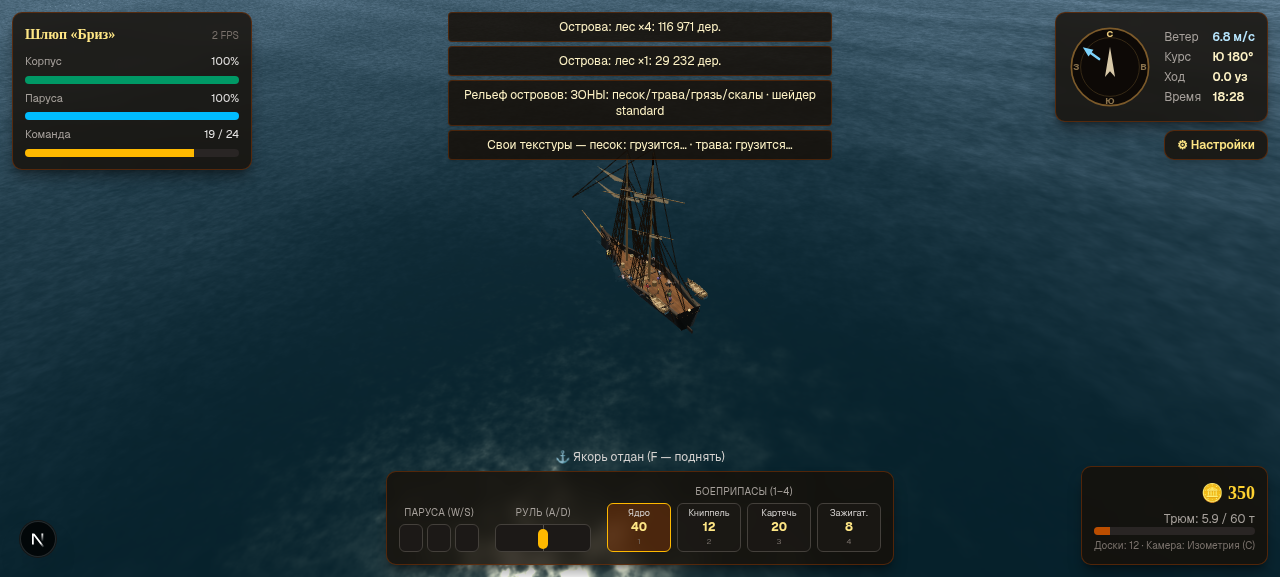 Шлюп «Бриз» 2 FPS
Корпус 100%
Паруса 100%
Команда 19 / 24
Острова: лес ×4: 116 971 дер.
Острова: лес ×1: 29 232 дер.
Рельеф островов: ЗОНЫ: песок/трава/грязь/скалы · шейдер
standard
Свои текстуры — песок: грузится… · трава: грузится…
С
З В
Ю
Ветер 6.8 м/с
Курс Ю 180°
Ход 0.0 уз
Время 18:28
⚙ Настройки
⚓ Якорь отдан (F — поднять)
ПАРУСА (W/S)
РУЛЬ (A/D)
БОЕПРИПАСЫ (1–4)
Ядро
40
1
Книппель
12
2
Картечь
20
3
Зажигат.
8
4
N
350
Трюм: 5.9 / 60 т
Доски: 12 · Камера: Изометрия (C)